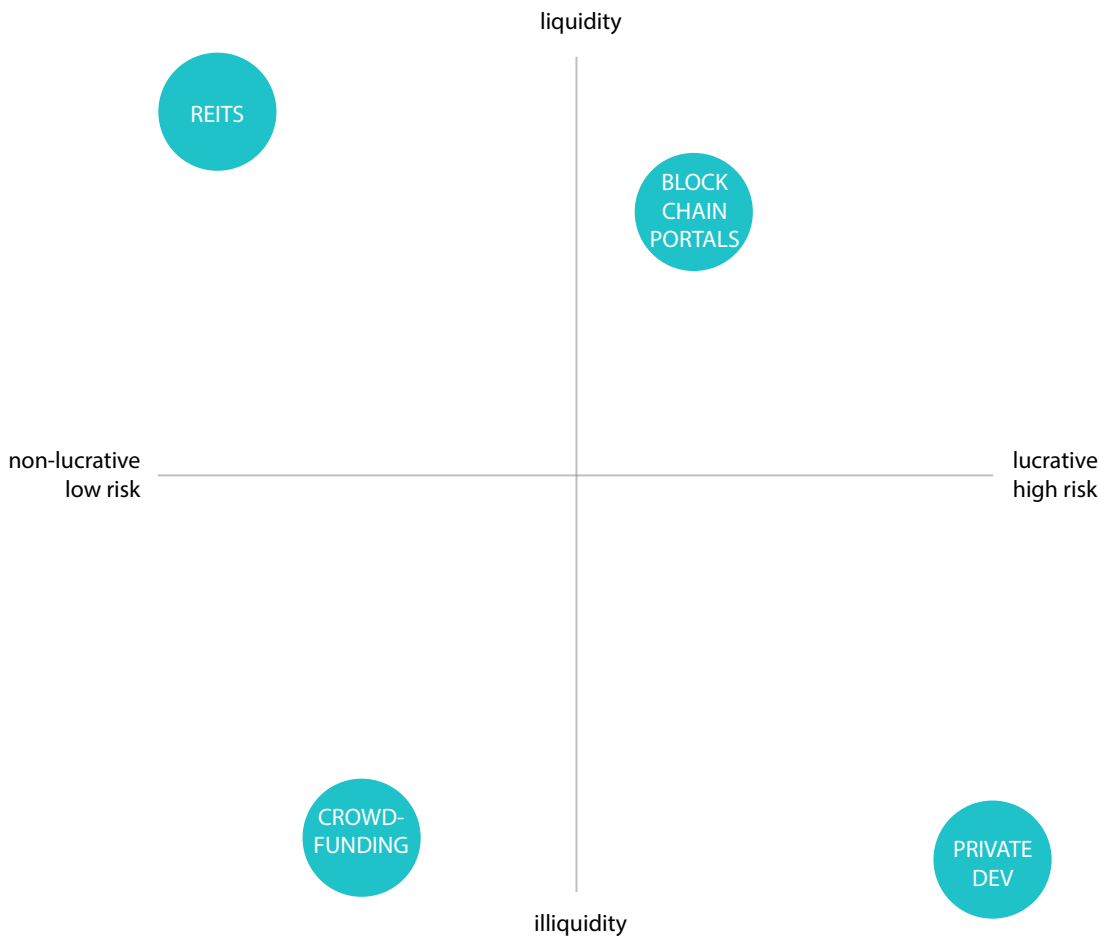 liquidity
REITS
BLOCK
CHAIN
PORTALS
non-lucrative
low risk
lucrative
high risk
CROWD-
FUNDING
PRIVATE
DEV
illiquidity